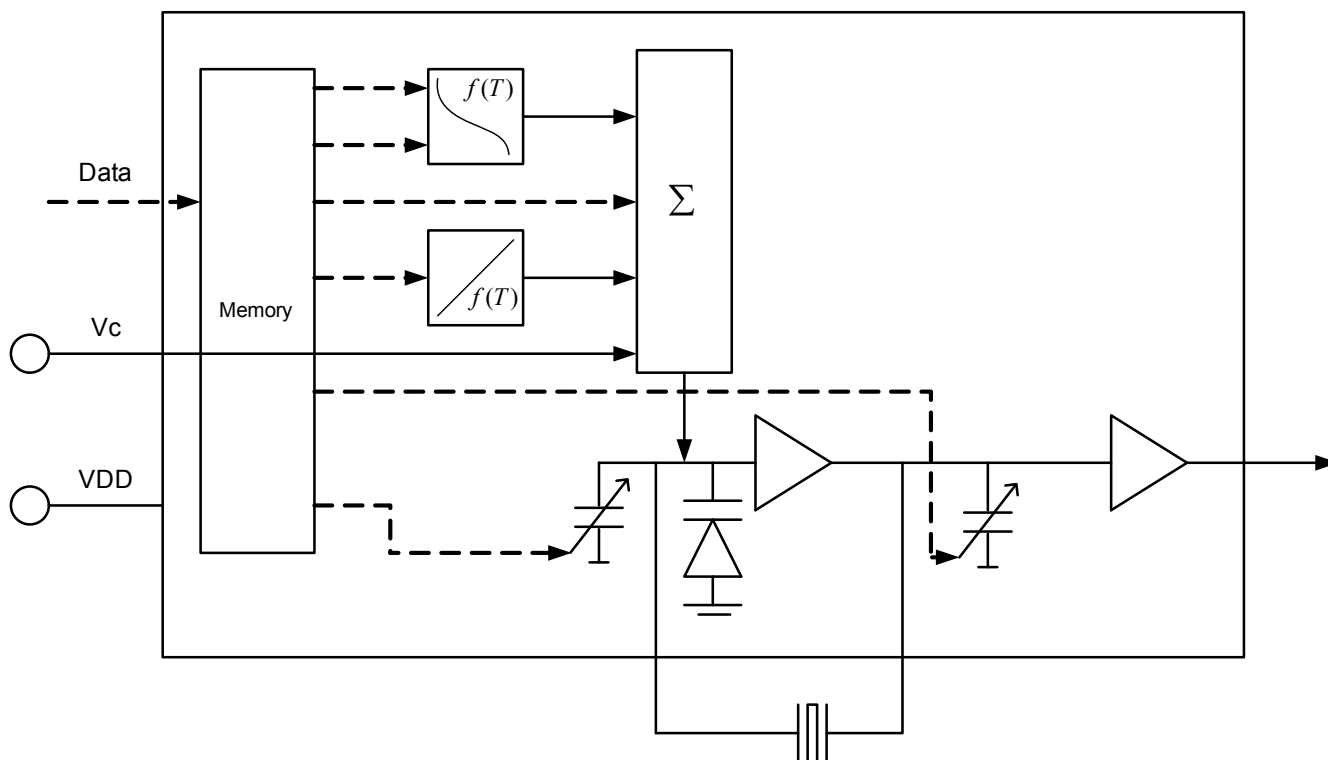 f(T)
Data
Σ
f(T)
Memory
Vc
VDD